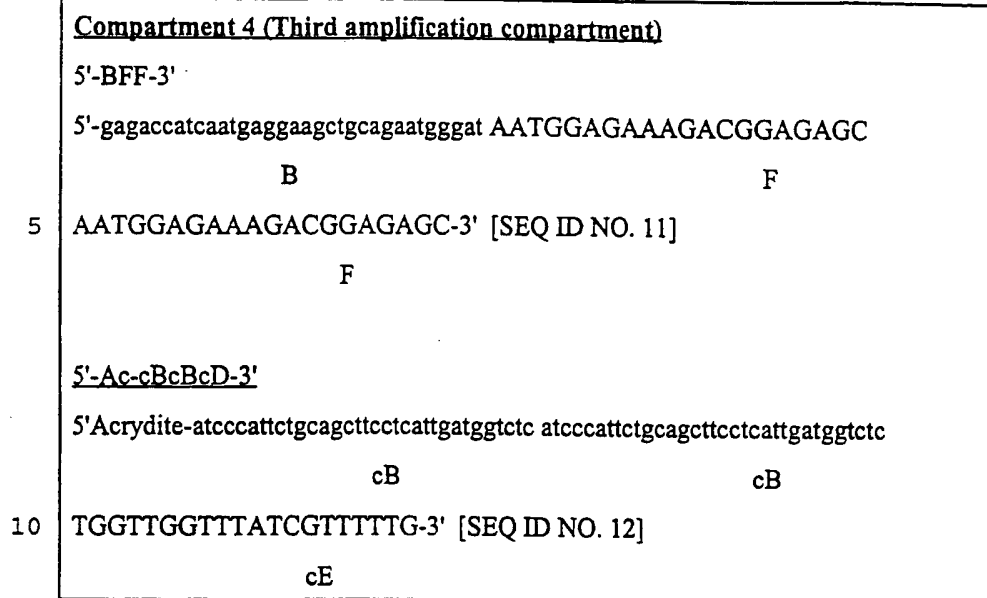 Compartment 4 (Third amplification compartment)
5'-BFF-3'
5'-gagaccatcaatgaggaagctgcagaatgggat AATGGAGAAAGACGGAGAGC
B F
5 AATGGAGAAAGACGGAGAGC-3' [SEQ ID NO. 11]
F
5'-Ac-cBcBcD-3'
5'Acrydite-atcccattctgcagcttcctcattgatggtctc atcccattctgcagcttcctcattgatggtctc
cB cB
10 TGGTTGGTTTATCGTTTTTG-3' [SEQ ID NO. 12]
cE